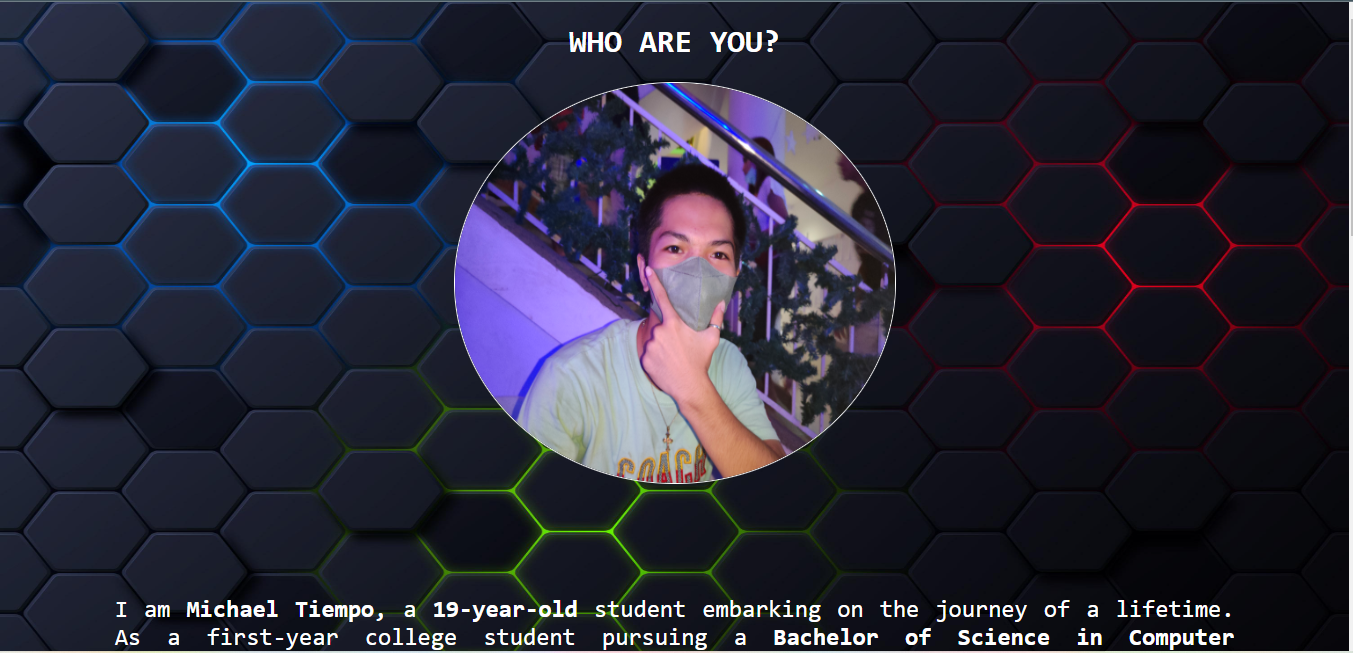 WHO ARE YOU?
COACH
I am Michael Tiempo, a 19-year-old student embarking on the journey of a lifetime.
As a first-year college student pursuing a Bachelor of Science in Computer